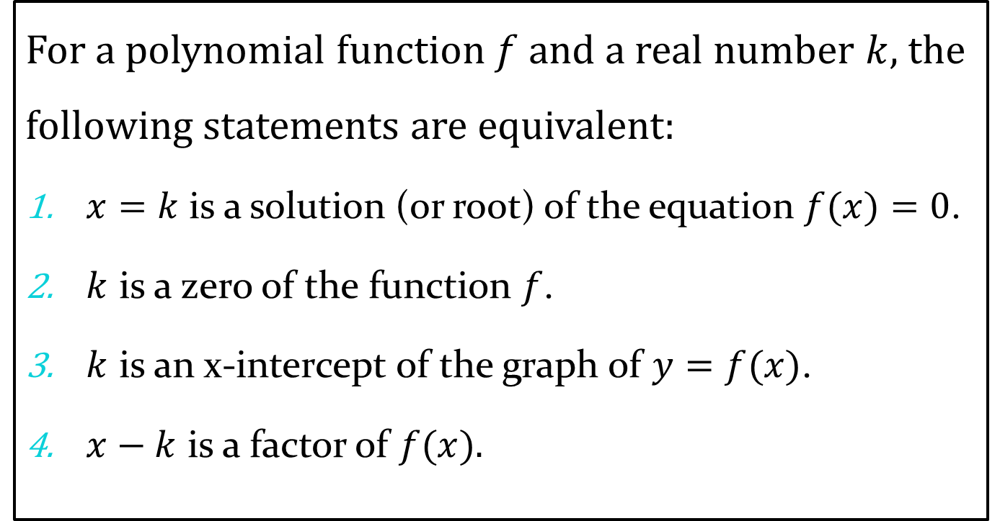 For a polynomial function f and a real number k, the
following statements are equivalent:
1. x = k is a solution (or root) of the equation f(x) = 0.
2. k is a zero of the function f.
3. k is an x-intercept of the graph of y = f(x).
4. x − k is a factor of f(x).